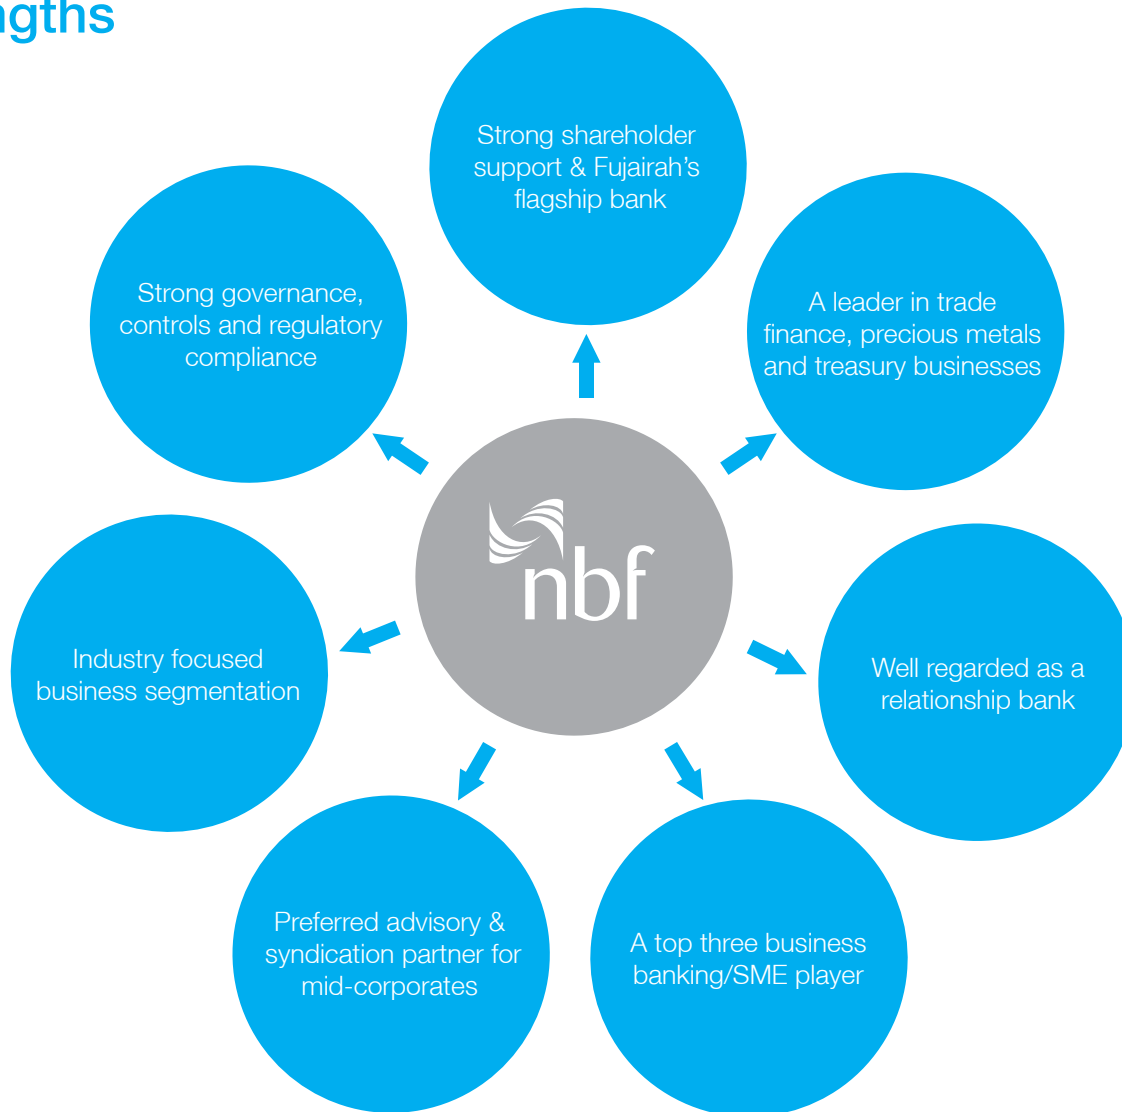 ngths
Strong shareholder
support & Fujairah's
flagship bank
Strong governance,
controls and regulatory
compliance
A leader in trade
finance, precious metals
and treasury businesses
nbf
Industry focused
business segmentation
Well regarded as a
relationship bank
Preferred advisory &
syndication partner for
mid-corporates
A top three business
banking/SME player